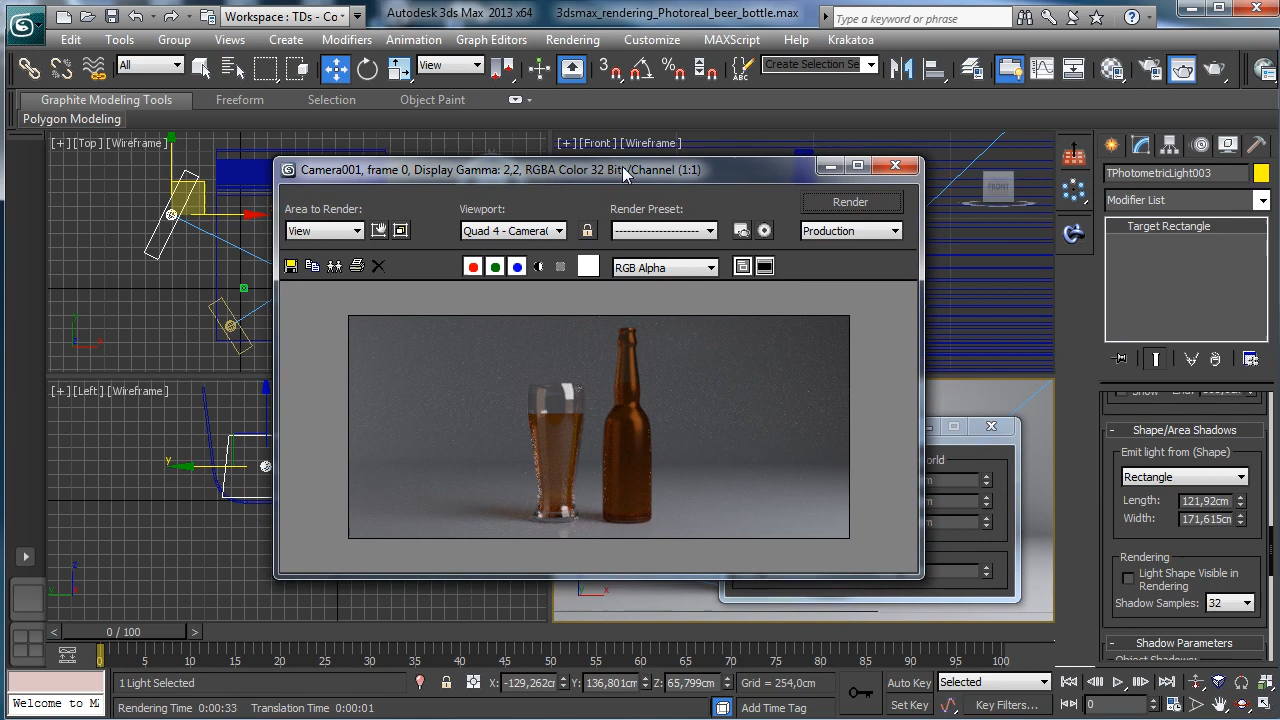 Workspace : TDs - Co
Autodesk 3ds Max 2013 x64 3dsmax_rendering_Photoreal_beer_bottle.max
Type a keyword or phrase
Edit Tools Group Views Create Modifiers Animation Graph Editors Rendering Customize MAXScript Help Krakatoa
All
View
3
Create Selection Se
Graphite Modeling Tools Freeform Selection Object Paint
Polygon Modeling
[+] [Top] [Wireframe]
[+] [Front] [Wireframe]
FRONT
TPhotometricLight003
Modifier List
Target Rectangle
Camera001, frame 0, Display Gamma: 2,2, RGBA Color 32 Bits/Channel (1:1)
Area to Render:
View
Viewport:
Quad 4 - Camera
Render Preset:
Render
Production
RGB Alpha
[+] [Left] [Wireframe]
y
z
x
y
Shape/Area Shadows
Emit light from (Shape)
Rectangle
Length: 121,92cm
Width: 171,615cm
Rendering
Light Shape Visible in
Rendering
Shadow Samples: 32
Shadow Parameters
0 / 100
0 5 10 15 20 25 30 35 40 45 50 55 60 65 70 75 80 85 90 95 100
1 Light Selected
X: -129,262cm Y: 136,801cm Z: 65,799cm Grid = 254,0cm
Auto Key Selected
Welcome to M
Rendering Time 0:00:33 Translation Time 0:00:01
Add Time Tag
Set Key Key Filters...
0